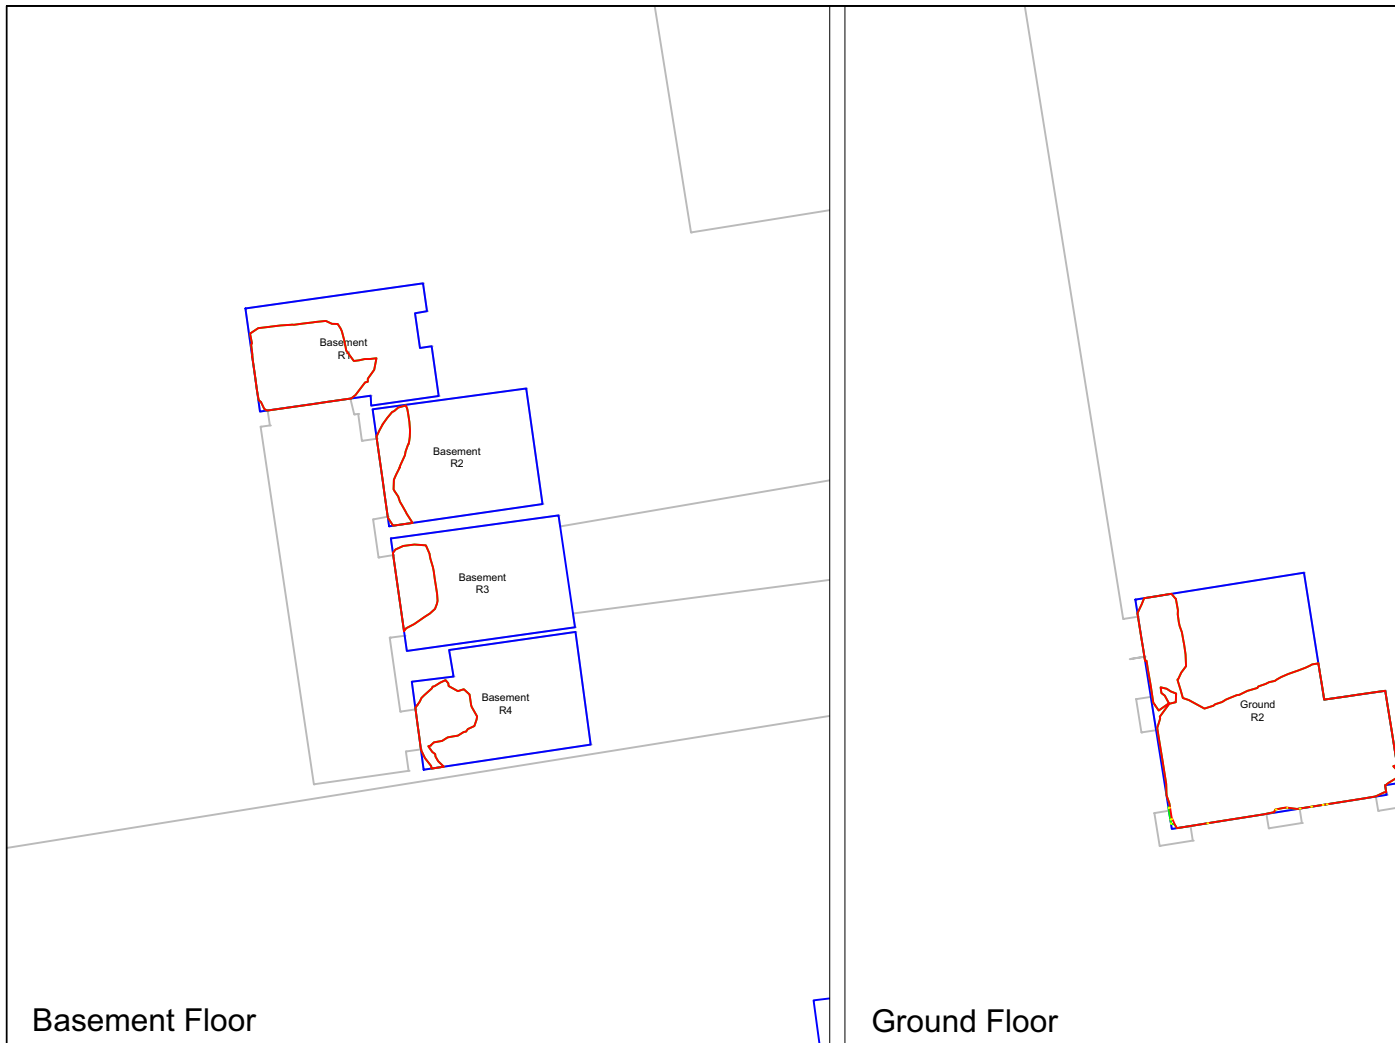 Basement
R1
Basement
R2
Basement
R3
Basement
R4
Basement Floor
Ground
R2
Ground Floor